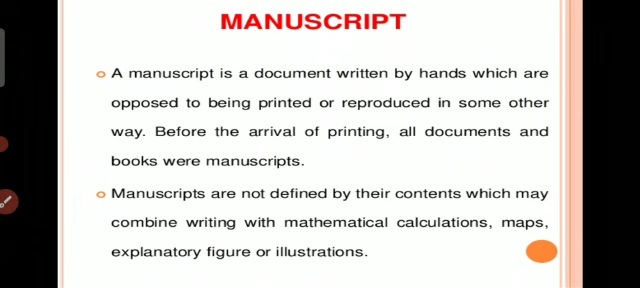 MANUSCRIPT
A manuscript is a document written by hands which are
opposed to being printed or reproduced in some other
way. Before the arrival of printing, all documents and
books were manuscripts.
Manuscripts are not defined by their contents which may
combine writing with mathematical calculations, maps,
explanatory figure or illustrations.